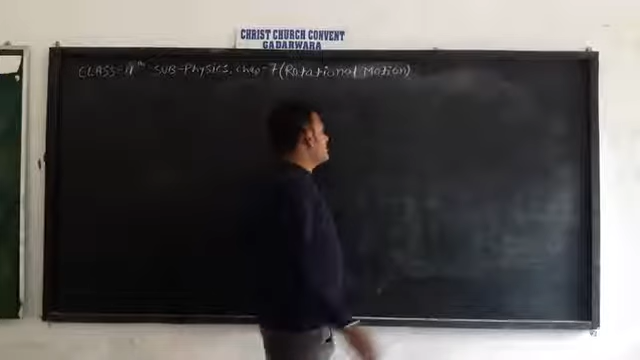 CHRIST CHURCH CONVENT
GADARWARA
CLASS-11th SUB-Physics, chap-7 (Rotational Motion)